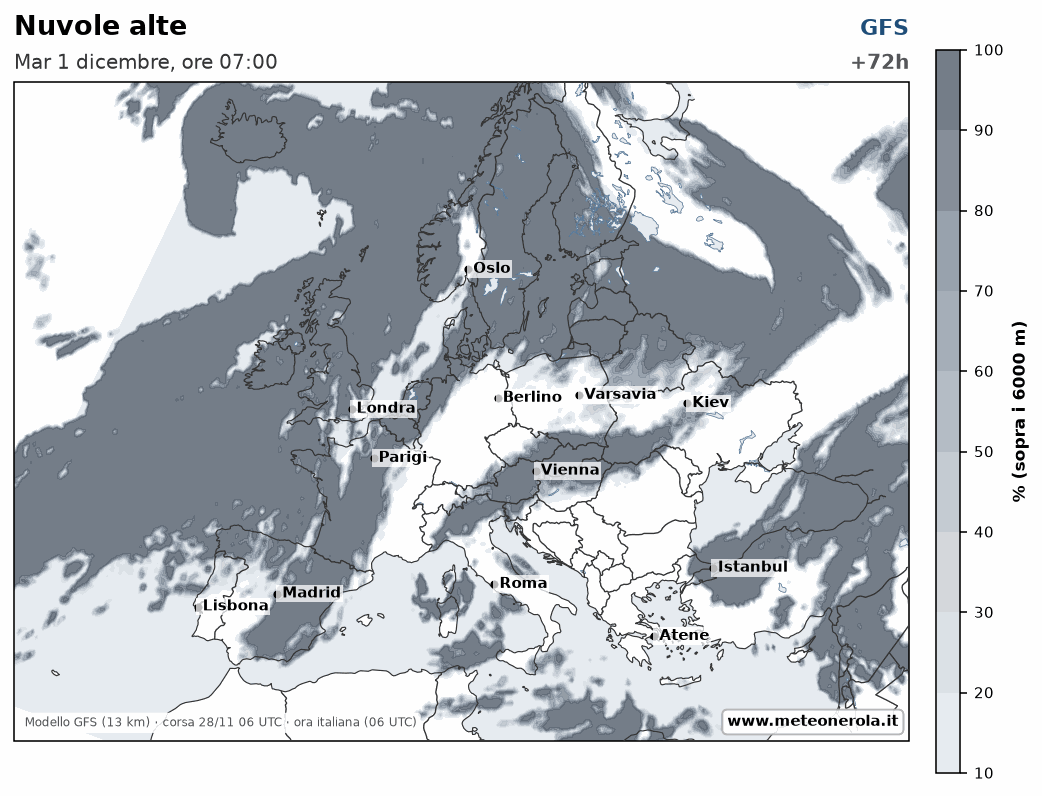 Nuvole alte
GFS
Mar 1 dicembre, ore 07:00
+72h
100
90
80
70
60
50
40
30
20
10
% (sopra i 6000 m)
Oslo
Londra
Berlino
Varsavia
Kiev
Parigi
Vienna
Istanbul
Roma
Madrid
Lisbona
Atene
Modello GFS (13 km) · corsa 28/11 06 UTC · ora italiana (06 UTC)
www.meteonerola.it